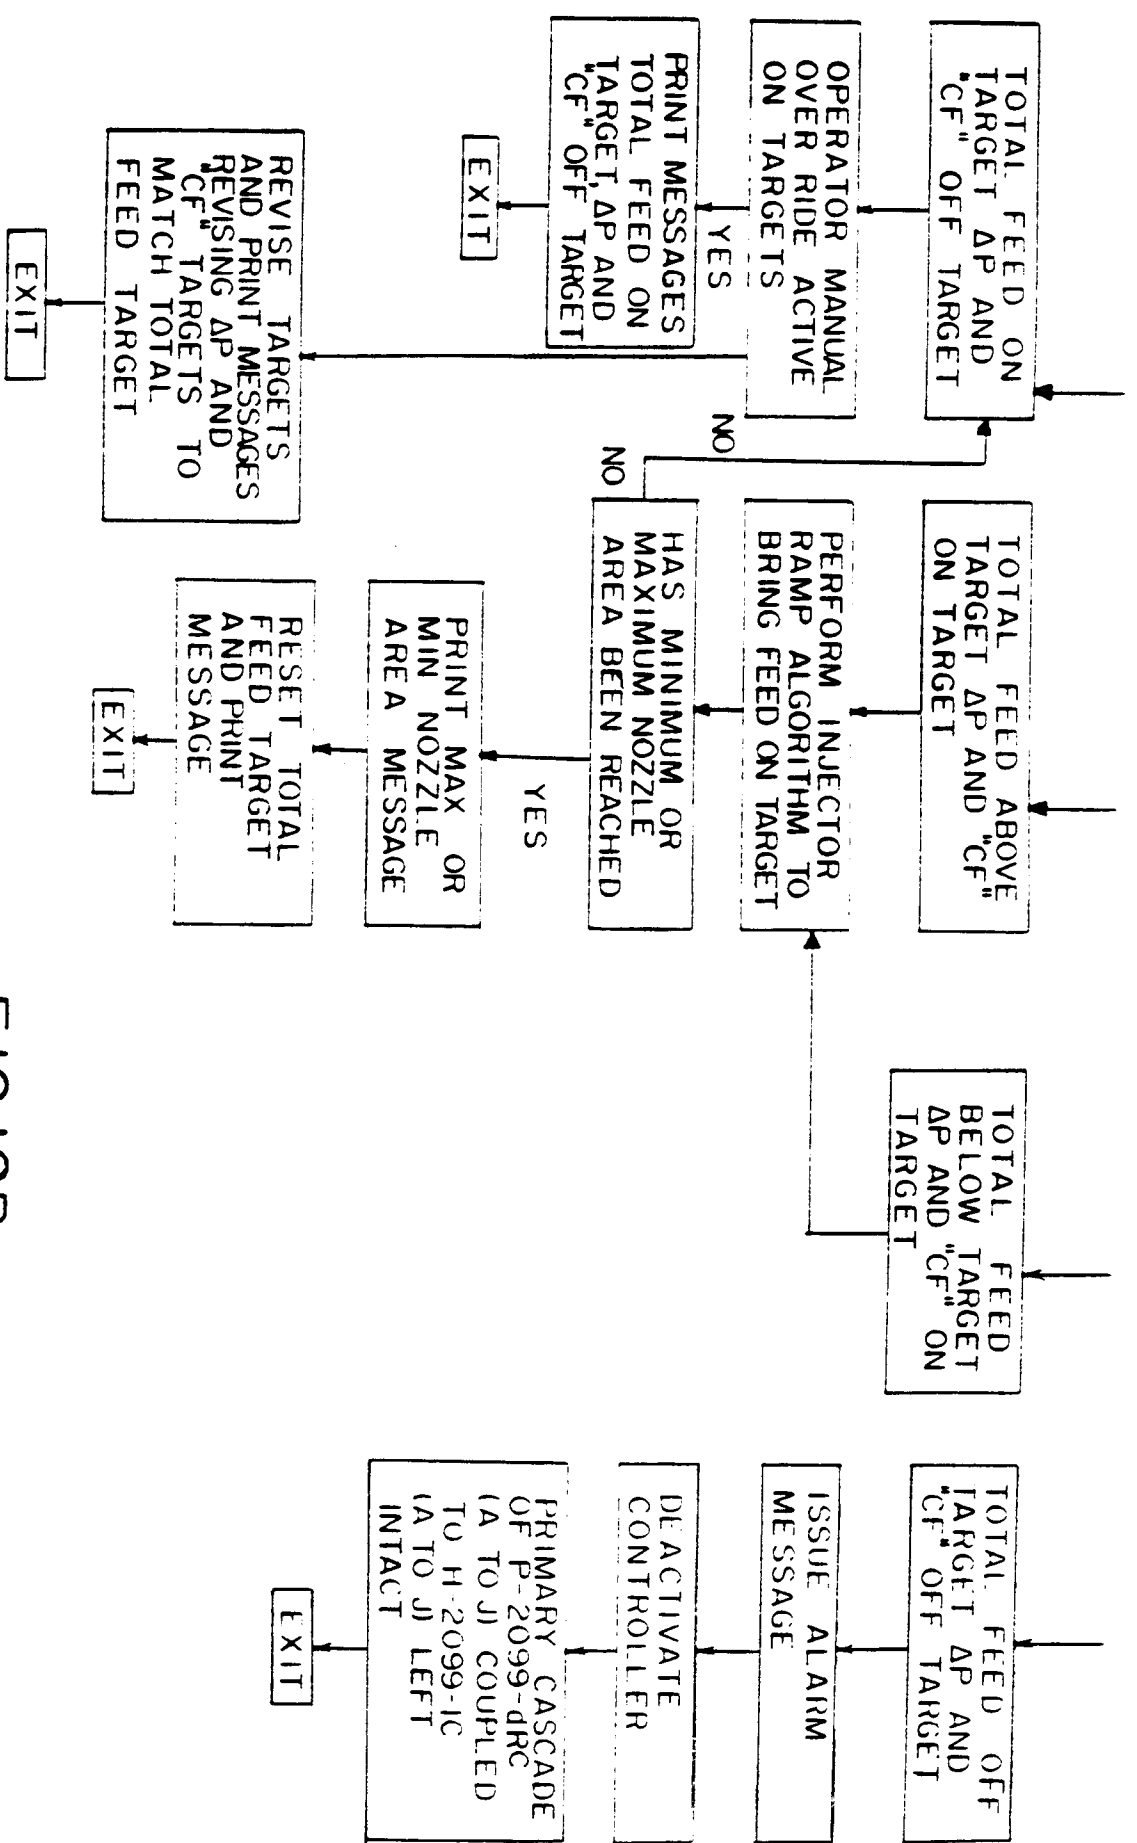 TOTAL FEED ON
TARGET ΔP AND
"CF" OFF TARGET
OPERATOR MANUAL
OVER RIDE ACTIVE
ON TARGETS
YES
NO
PRINT MESSAGES
TOTAL FEED ON
TARGET, ΔP AND
"CF" OFF TARGET
EXIT
REVISE TARGETS
AND PRINT MESSAGES
REVISING ΔP AND
"CF" TARGETS TO
MATCH TOTAL
FEED TARGET
EXIT
TOTAL FEED ABOVE
TARGET ΔP AND "CF"
ON TARGET
PERFORM INJECTOR
RAMP ALGORITHM TO
BRING FEED ON TARGET
HAS MINIMUM OR
MAXIMUM NOZZLE
AREA BEEN REACHED
NO
YES
PRINT MAX OR
MIN NOZZLE
AREA MESSAGE
RESET TOTAL
FEED TARGET
AND PRINT
MESSAGE
EXIT
TOTAL FEED
BELOW TARGET
ΔP AND "CF" ON
TARGET
TOTAL FEED OFF
TARGET ΔP AND
"CF" OFF TARGET
ISSUE ALARM
MESSAGE
DEACTIVATE
CONTROLLER
PRIMARY CASCADE
OF P-2099-dRC
(A TO J) COUPLED
TO H-2099-IC
(A TO J) LEFT
INTACT
EXIT